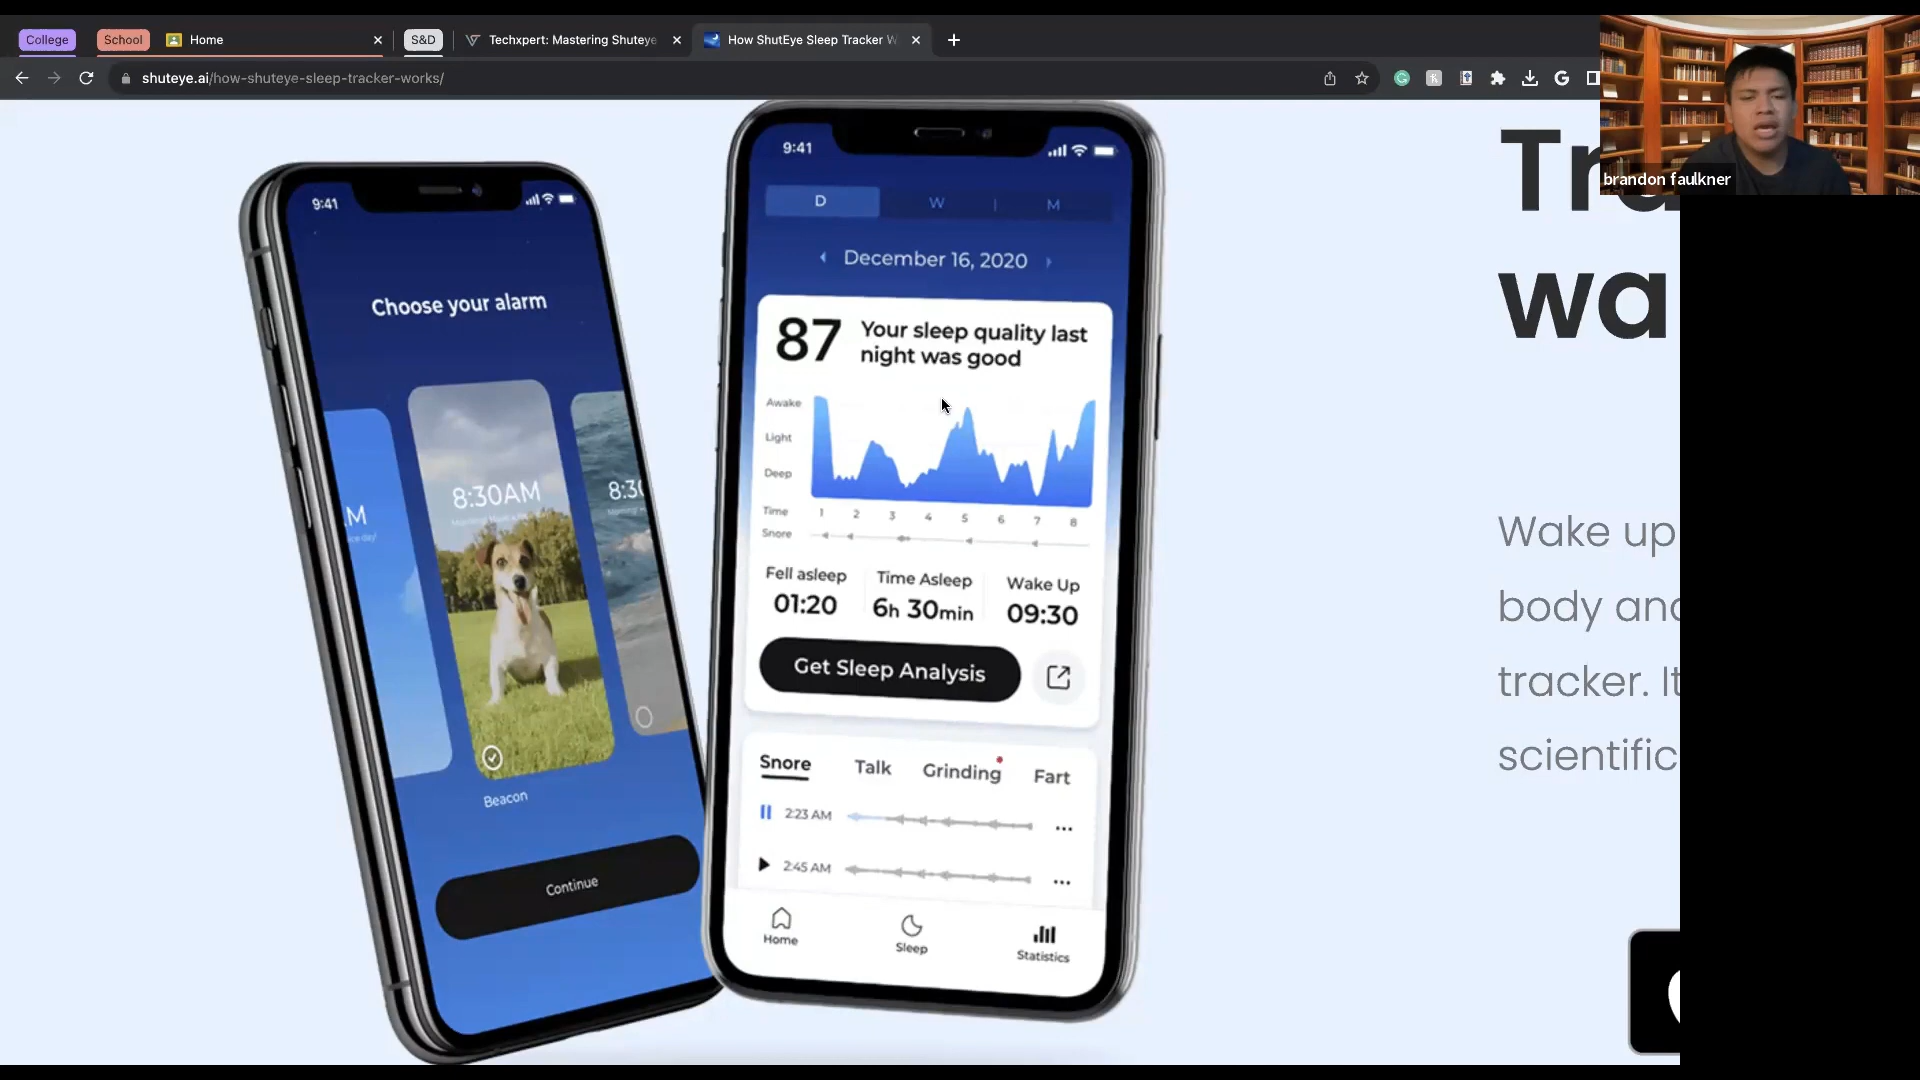 College
School
Home
S&D
Techxpert: Mastering Shuteye
How ShutEye Sleep Tracker W
shuteye.ai/how-shuteye-sleep-tracker-works/
brandon faulkner
9:41
Choose your alarm
8:30AM
Beacon
Continue
9:41
D W | M
December 16, 2020
87
Your sleep quality last
night was good
Awake
Light
Deep
Time 1 2 3 4 5 6 7 8
Snore
Fell asleep Time Asleep Wake Up
01:20 6h 30min 09:30
Get Sleep Analysis
Snore Talk Grinding Fart
2:23 AM
2:45 AM
Home Sleep Statistics
wa
Wake up
body and
tracker. It
scientific